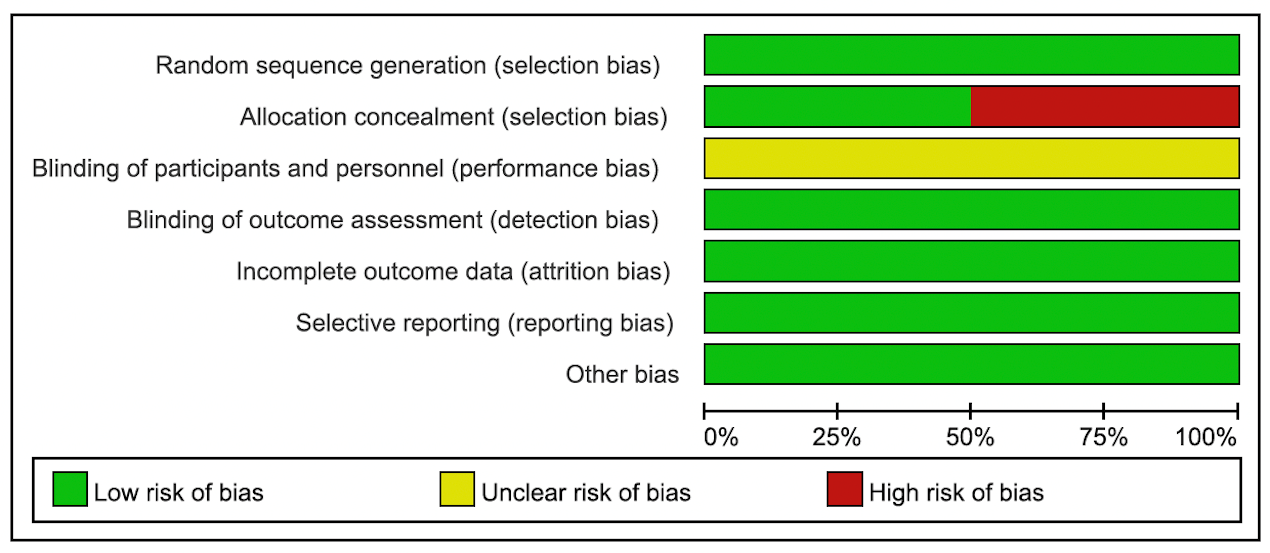 Random sequence generation (selection bias)
Allocation concealment (selection bias)
Blinding of participants and personnel (performance bias)
Blinding of outcome assessment (detection bias)
Incomplete outcome data (attrition bias)
Selective reporting (reporting bias)
Other bias
0% 25% 50% 75% 100%
Low risk of bias Unclear risk of bias High risk of bias